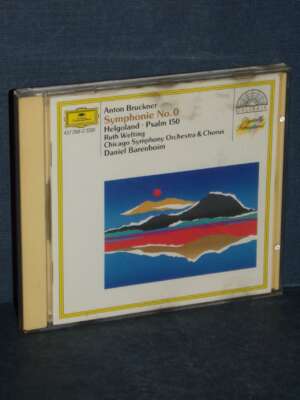 Anton Bruckner
Symphonie No. 0
Helgoland · Psalm 150
Ruth Welting
Chicago Symphony Orchestra & Chorus
Daniel Barenboim